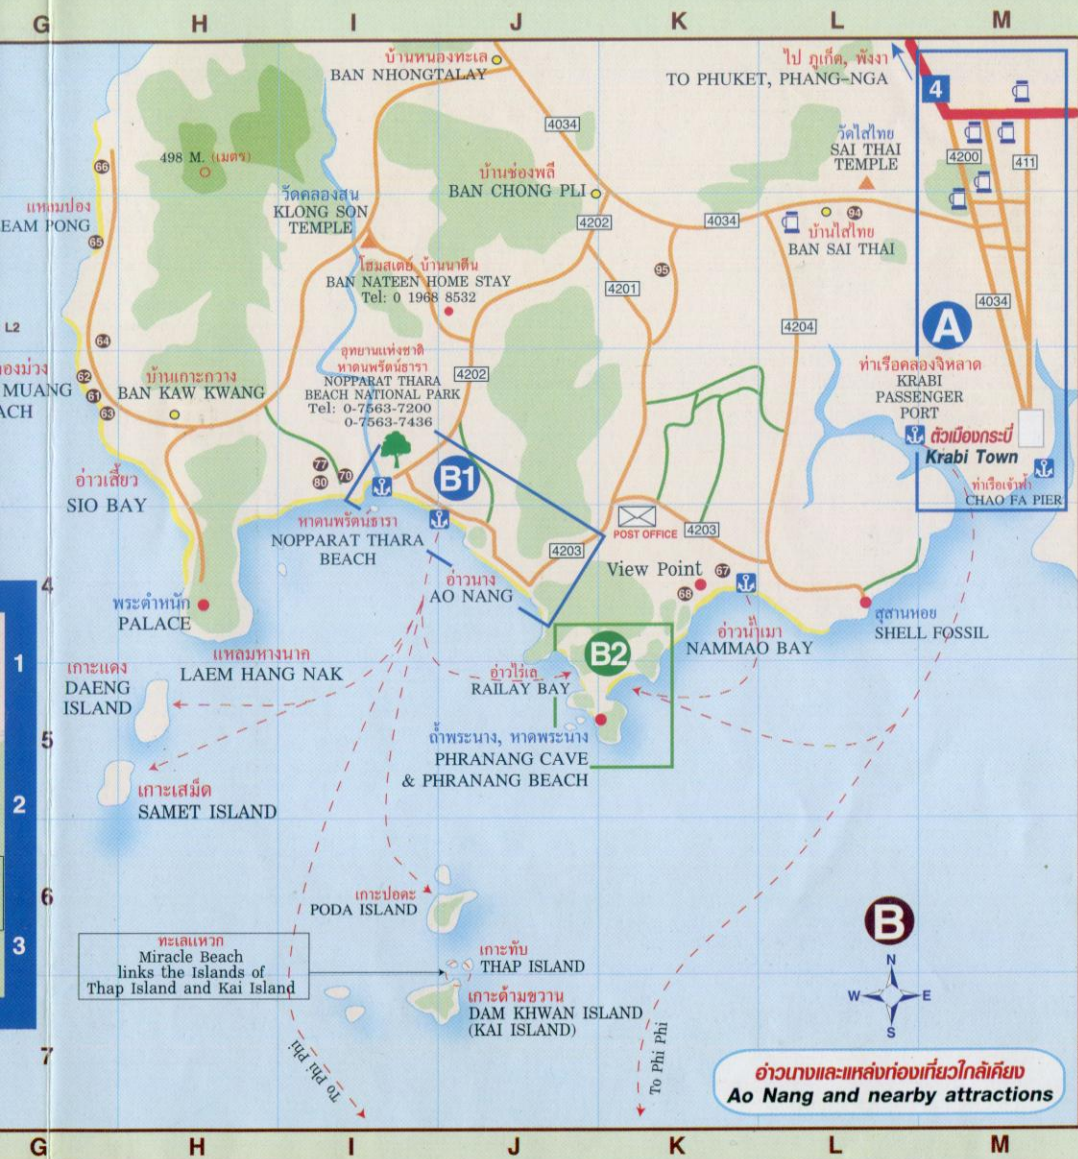 G H I J K L M
บ้านหนองทะเล
BAN NHONGTALAY
ไป ภูเก็ต, พังงา
TO PHUKET, PHANG-NGA
4
4034
วัดไสไทย
SAI THAI
TEMPLE
4200
411
498 M. (เมตร)
66
แหลมปอง
LEAM PONG
65
วัดคลองสน
KLONG SON
TEMPLE
บ้านช่องพลี
BAN CHONG PLI
4202
4034
94
บ้านไสไทย
BAN SAI THAI
โฮมสเตย์ บ้านนาตีน
BAN NATEEN HOME STAY
Tel: 0 1968 8532
95
4201
4034
L2
64
4204
A
MUANG
ACH
62
61
63
บ้านเกาะกวาง
BAN KAW KWANG
อุทยานแห่งชาติ
หาดนพรัตน์ธารา
NOPPARAT THARA
BEACH NATIONAL PARK
Tel: 0-7563-7200
0-7563-7436
4202
ท่าเรือคลองจิหลาด
KRABI
PASSENGER
PORT
ตัวเมืองกระบี่
Krabi Town
ท่าเรือเจ้าฟ้า
CHAO FA PIER
อ่าวเสี้ยว
SIO BAY
77
80
70
B1
หาดนพรัตน์ธารา
NOPPARAT THARA
BEACH
POST OFFICE
4203
4203
อ่าวนาง
AO NANG
View Point
67
68
4
พระตำหนัก
PALACE
สุสานหอย
SHELL FOSSIL
อ่าวน้ำเมา
NAMMAO BAY
1
B2
แหลมหางนาค
LAEM HANG NAK
เกาะแดง
DAENG
ISLAND
อ่าวไร่เล
RAILAY BAY
5
ถ้ำพระนาง, หาดพระนาง
PHRANANG CAVE
& PHRANANG BEACH
2
เกาะเสม็ด
SAMET ISLAND
6
เกาะปอดะ
PODA ISLAND
B
3
ทะเลแหวก
Miracle Beach
links the Islands of
Thap Island and Kai Island
เกาะทับ
THAP ISLAND
เกาะด้ามขวาน
DAM KHWAN ISLAND
(KAI ISLAND)
N
W E
S
7
To Phi Phi
To Phi Phi
อ่าวนางและแหล่งท่องเที่ยวใกล้เคียง
Ao Nang and nearby attractions
G H I J K L M